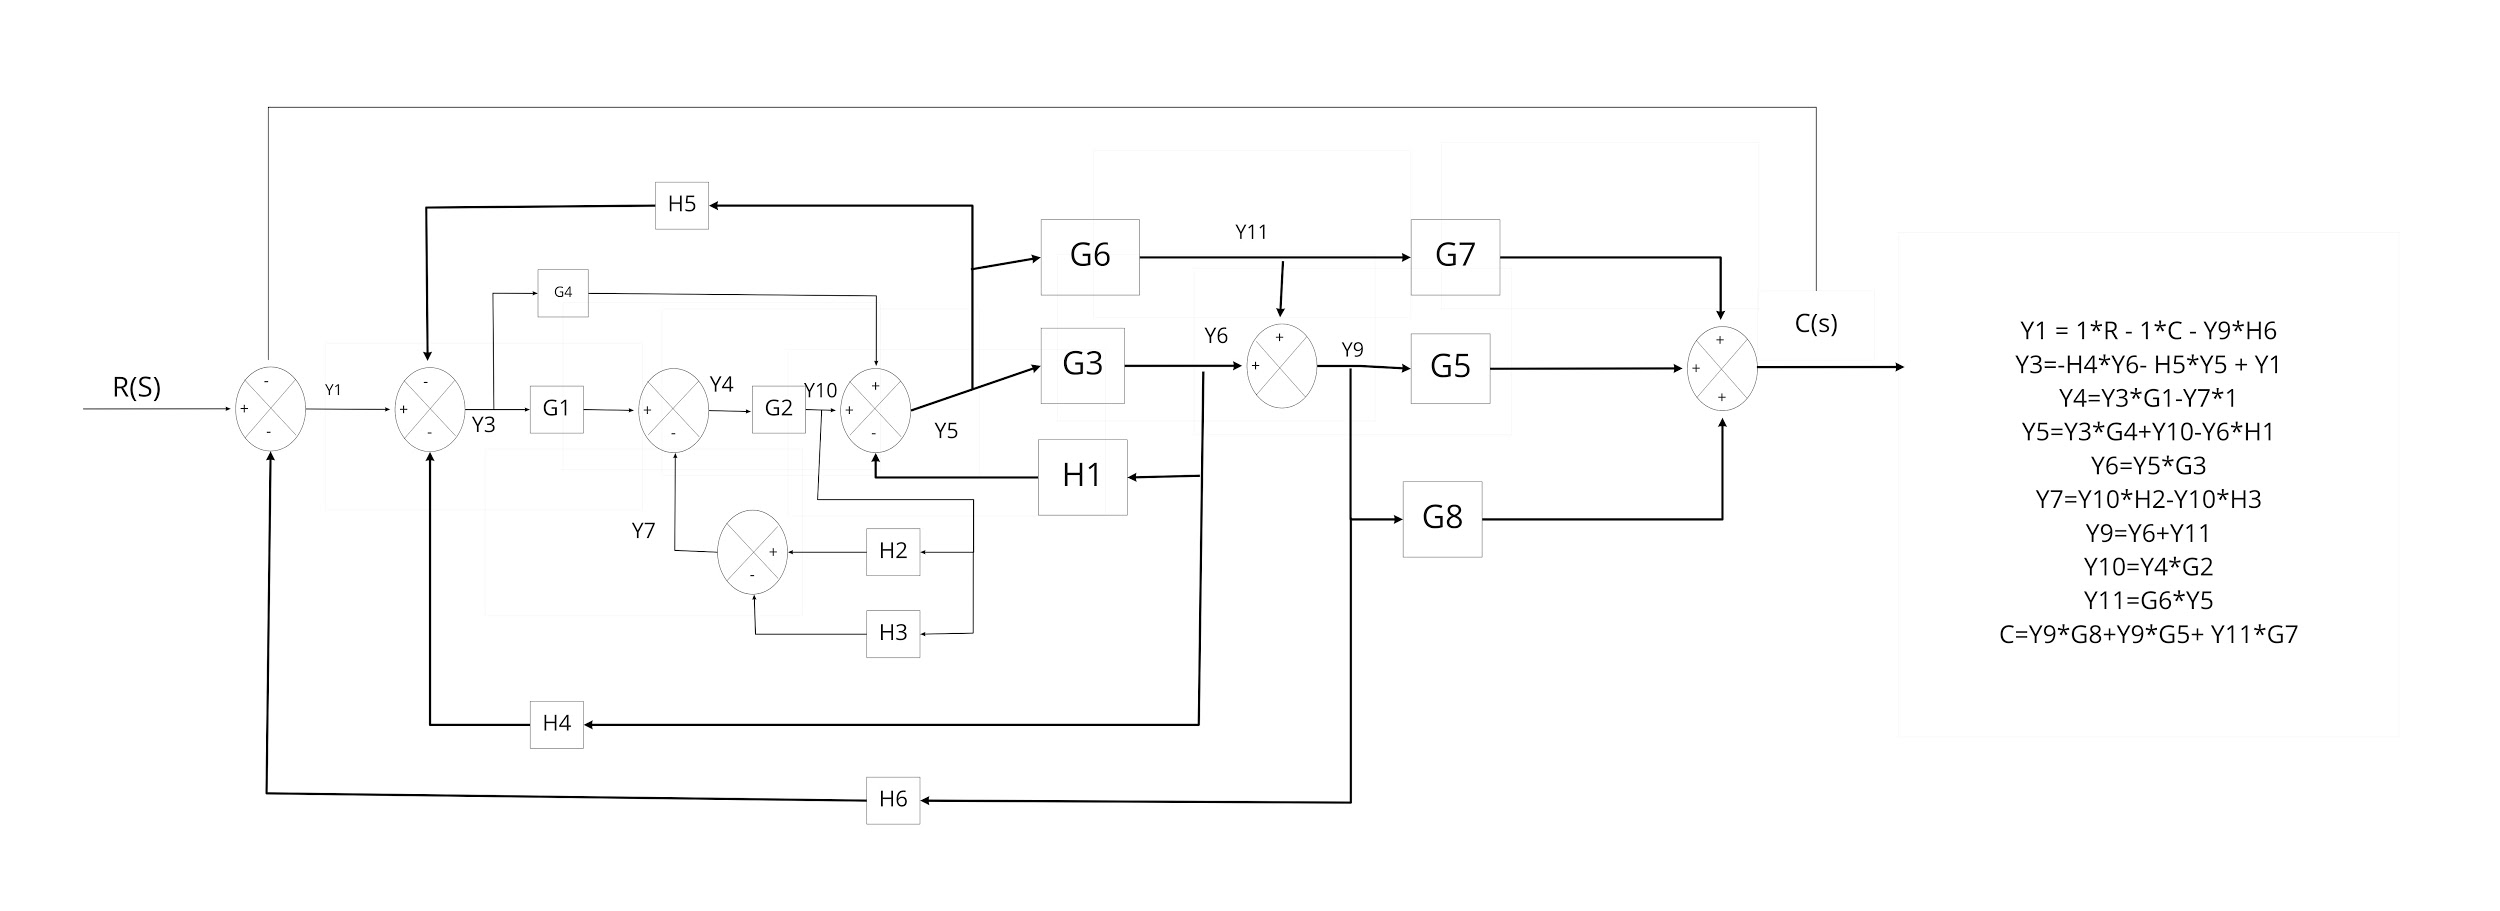 H5
G6
Y11
G7
G4
C(s)
Y1 = 1*R - 1*C - Y9*H6
Y3=-H4*Y6- H5*Y5 + Y1
Y4=Y3*G1-Y7*1
Y5=Y3*G4+Y10-Y6*H1
Y6=Y5*G3
Y7=Y10*H2-Y10*H3
Y9=Y6+Y11
Y10=Y4*G2
Y11=G6*Y5
C=Y9*G8+Y9*G5+ Y11*G7
+
+
Y6
Y9
G3
+
G5
+
+
R(S)
-
+
-
Y1
-
+
-
Y3
G1
+
-
Y4
G2
Y10
+
+
-
Y5
H1
G8
Y7
+
-
H2
H3
H4
H6